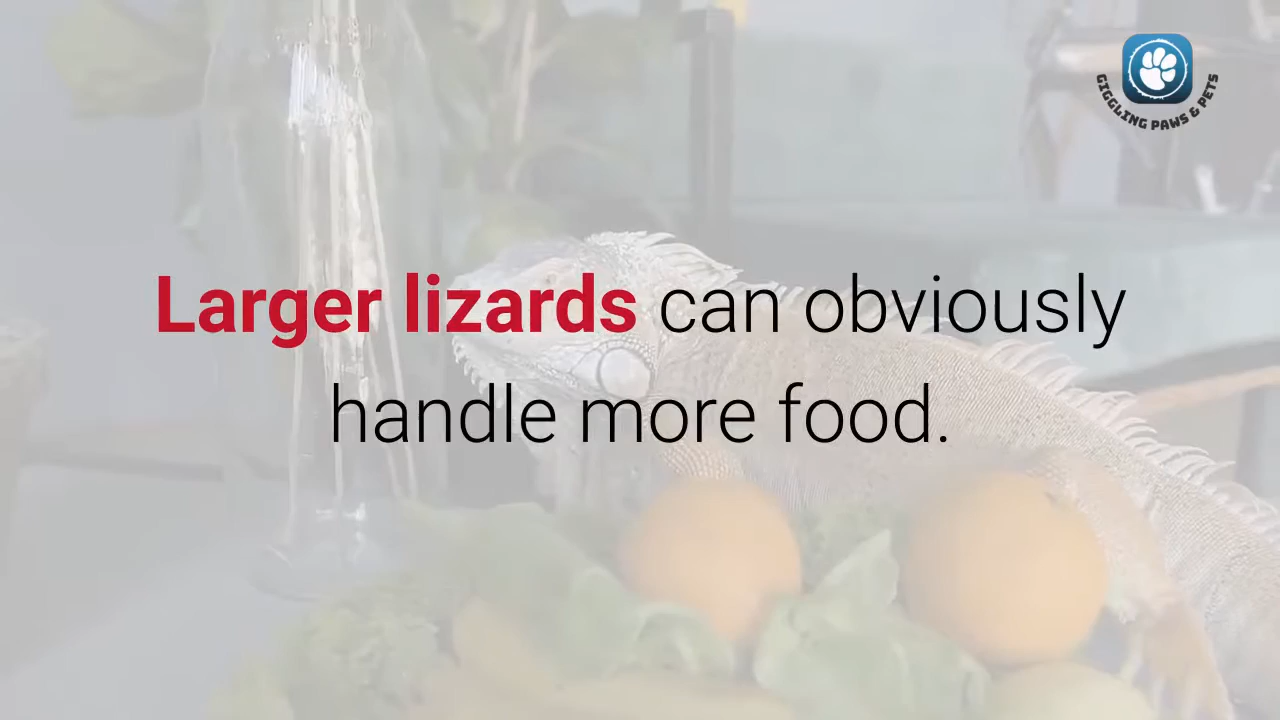 GIGGLING PAWS & PETS
Larger lizards can obviously
handle more food.